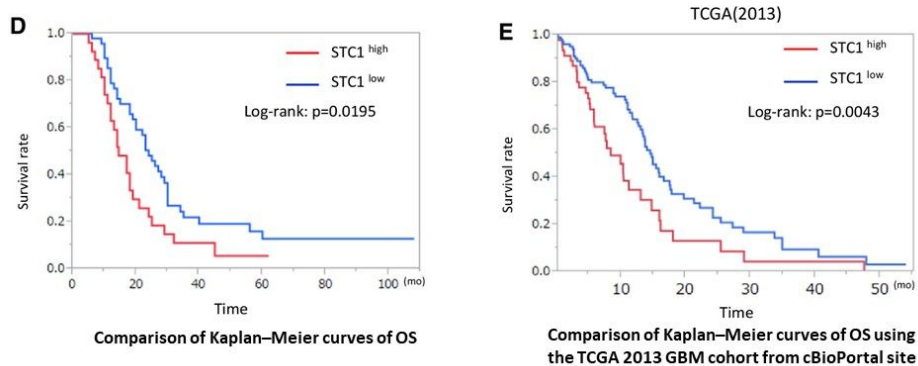 D
STC1 high
STC1 low
Log-rank: p=0.0195
Survival rate
1.0
0.8
0.6
0.4
0.2
0.0
0 20 40 60 80 100 (mo)
Time
Comparison of Kaplan–Meier curves of OS
E
TCGA(2013)
STC1 high
STC1 low
Log-rank: p=0.0043
Survival rate
1.0
0.8
0.6
0.4
0.2
0.0
10 20 30 40 50 (mo)
Time
Comparison of Kaplan–Meier curves of OS using
the TCGA 2013 GBM cohort from cBioPortal site